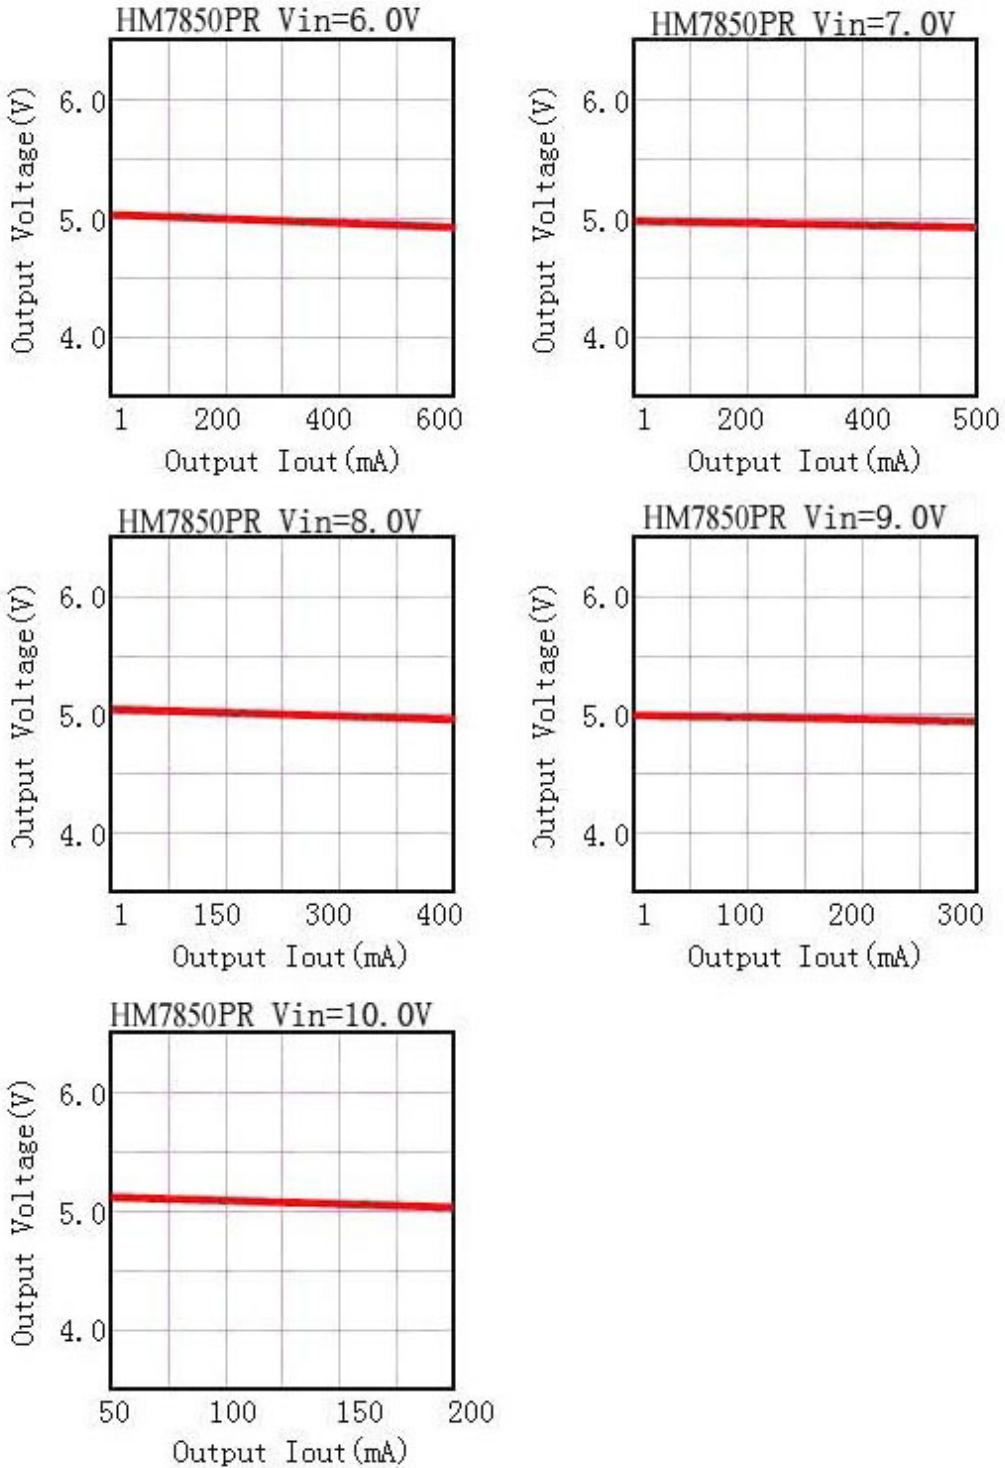 HM7850PR Vin=6.0V
Output Voltage(V)
6.0
5.0
4.0
1 200 400 600
Output Iout(mA)
HM7850PR Vin=7.0V
Output Voltage(V)
6.0
5.0
4.0
1 200 400 500
Output Iout(mA)
HM7850PR Vin=8.0V
Output Voltage(V)
6.0
5.0
4.0
1 150 300 400
Output Iout(mA)
HM7850PR Vin=9.0V
Output Voltage(V)
6.0
5.0
4.0
1 100 200 300
Output Iout(mA)
HM7850PR Vin=10.0V
Output Voltage(V)
6.0
5.0
4.0
50 100 150 200
Output Iout(mA)